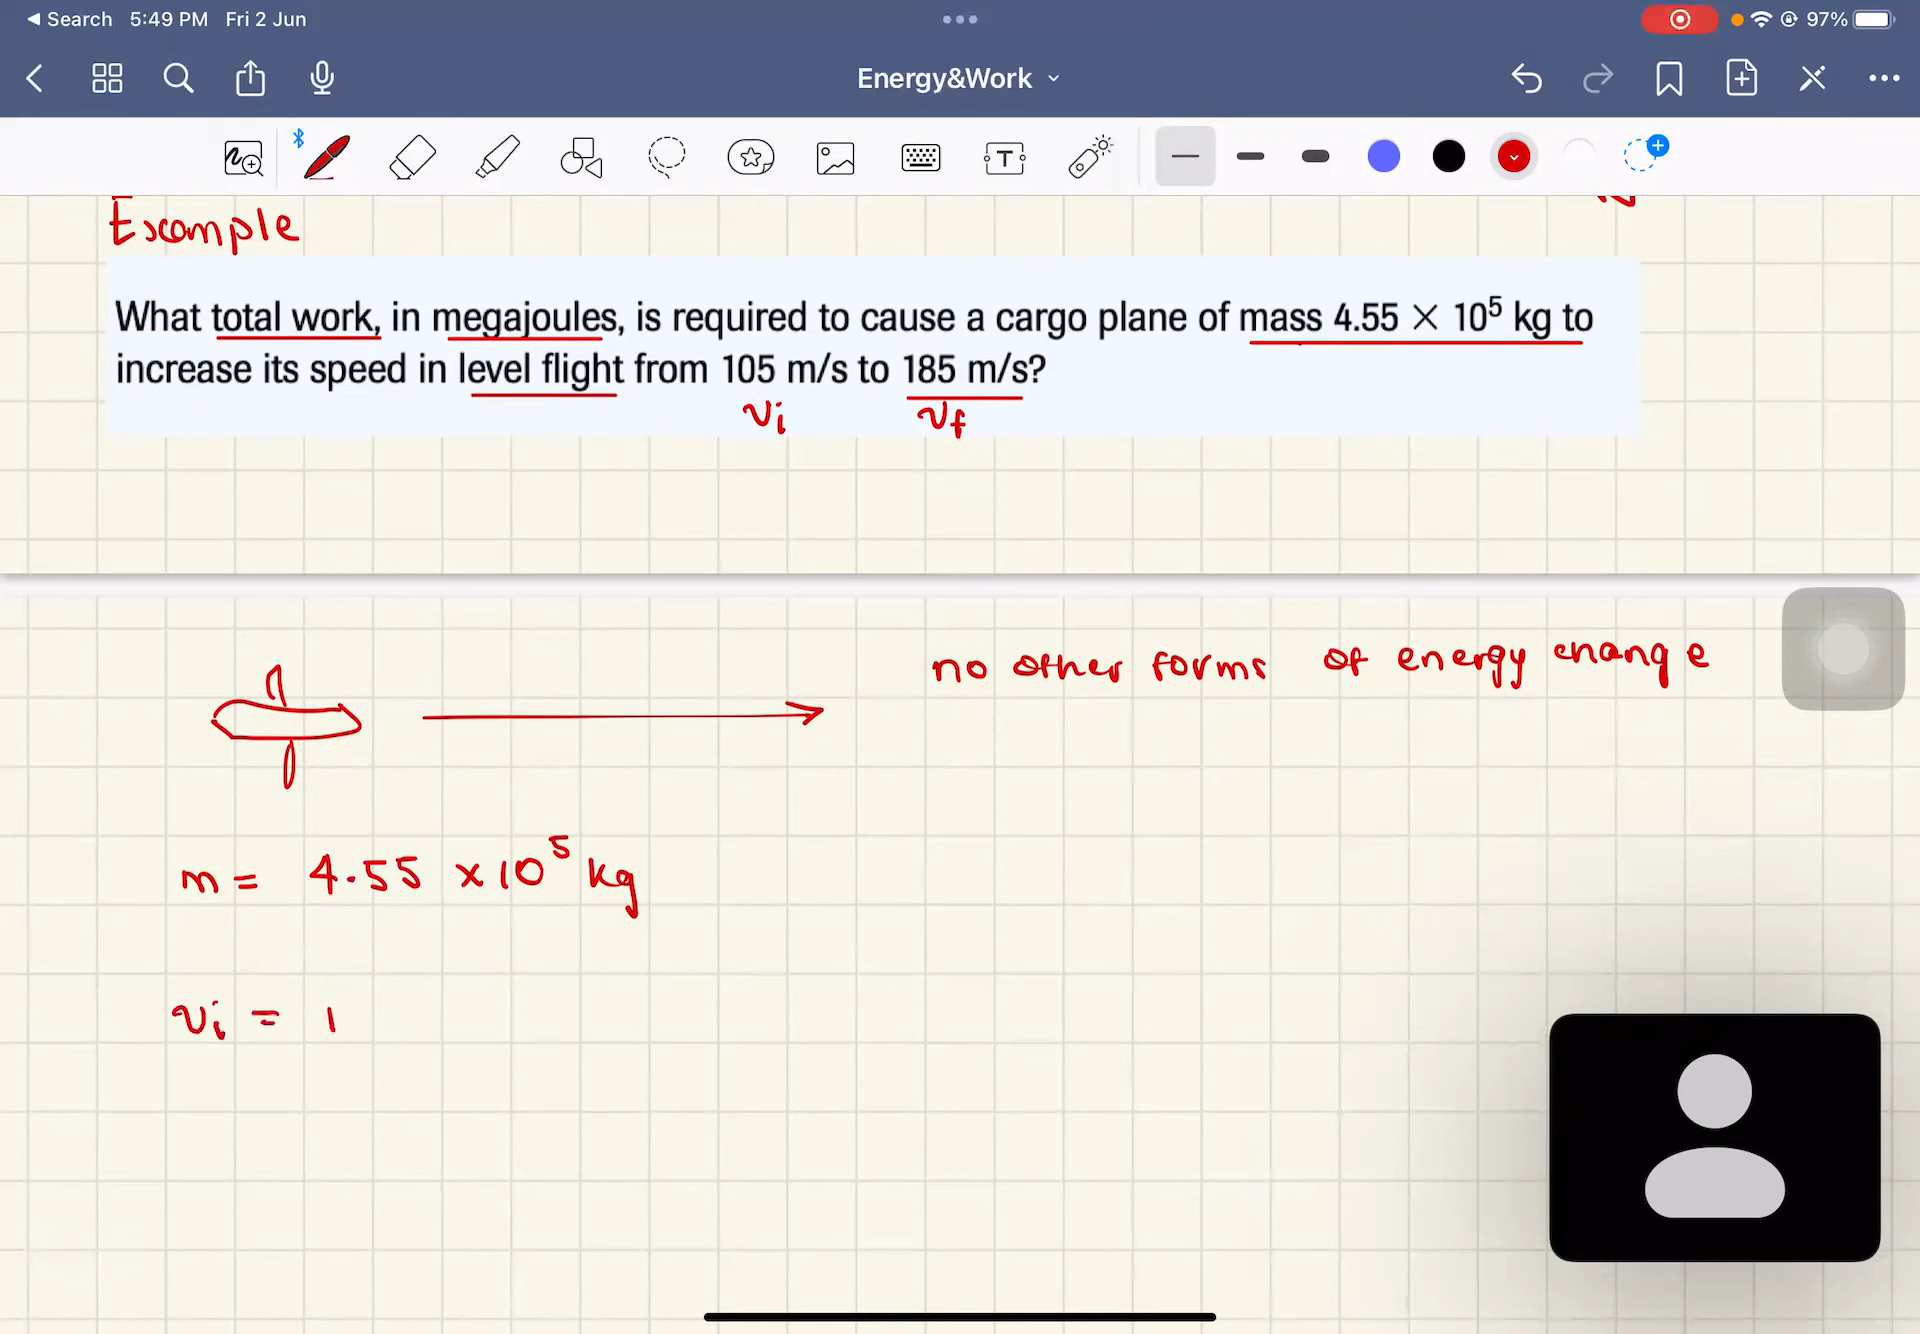 Search 5:49 PM Fri 2 Jun 97%
Energy&Work
T
Example
What total work, in megajoules, is required to cause a cargo plane of mass 4.55 × 10⁵ kg to
increase its speed in level flight from 105 m/s to 185 m/s?
vi vf
no other forms of energy change
m = 4.55 ×10⁵ kg
vi = 1